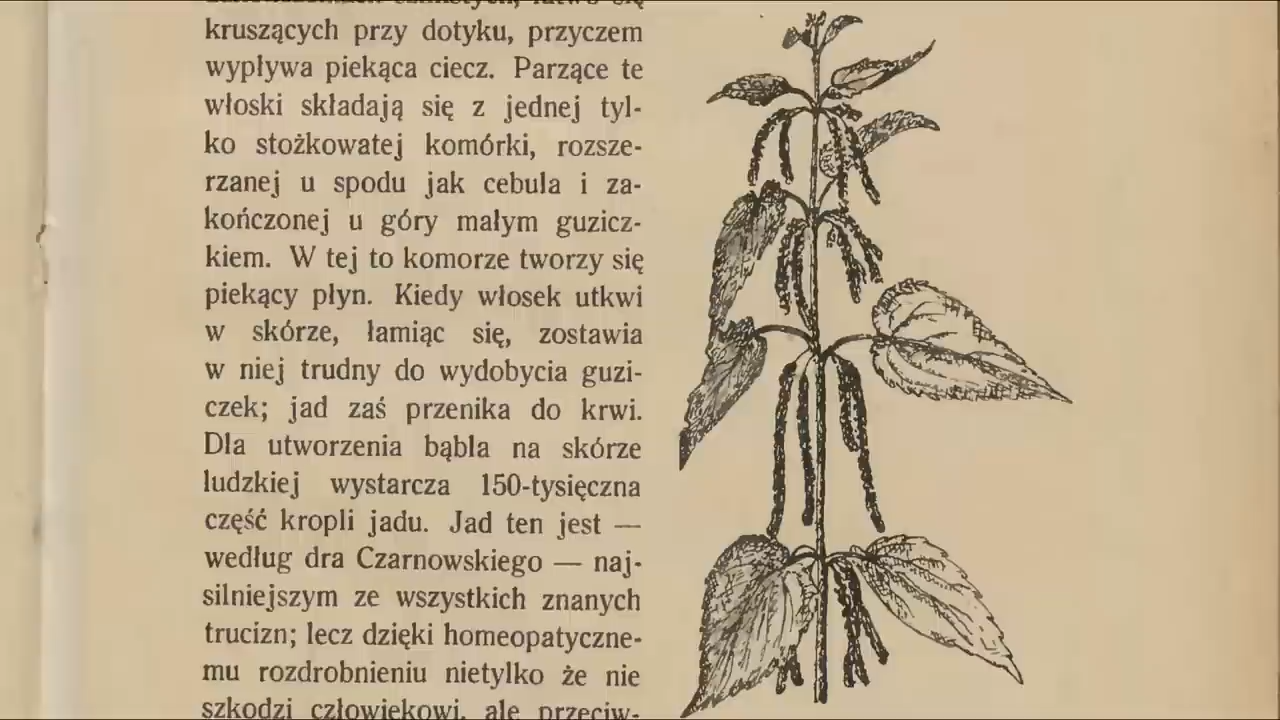 kruszących przy dotyku, przyczem
wypływa piekąca ciecz. Parzące te
włoski składają się z jednej tyl-
ko stożkowatej komórki, rozsze-
rzanej u spodu jak cebula i za-
kończonej u góry małym guzicz-
kiem. W tej to komorze tworzy się
piekący płyn. Kiedy włosek utkwi
w skórze, łamiąc się, zostawia
w niej trudny do wydobycia guzi-
czek; jad zaś przenika do krwi.
Dla utworzenia bąbla na skórze
ludzkiej wystarcza 150-tysięczna
część kropli jadu. Jad ten jest —
według dra Czarnowskiego — naj-
silniejszym ze wszystkich znanych
trucizn; lecz dzięki homeopatyczne-
mu rozdrobnieniu nietylko że nie
szkodzi człowiekowi, ale przeciw-